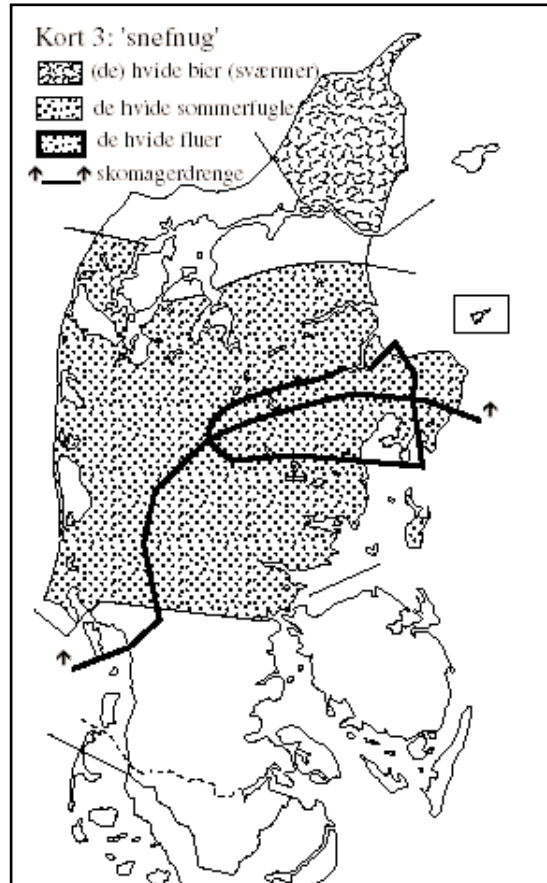 Kort 3: 'snefnug'
(de) hvide bier (sværmer)
de hvide sommerfugle
de hvide fluer
skomagerdrenge